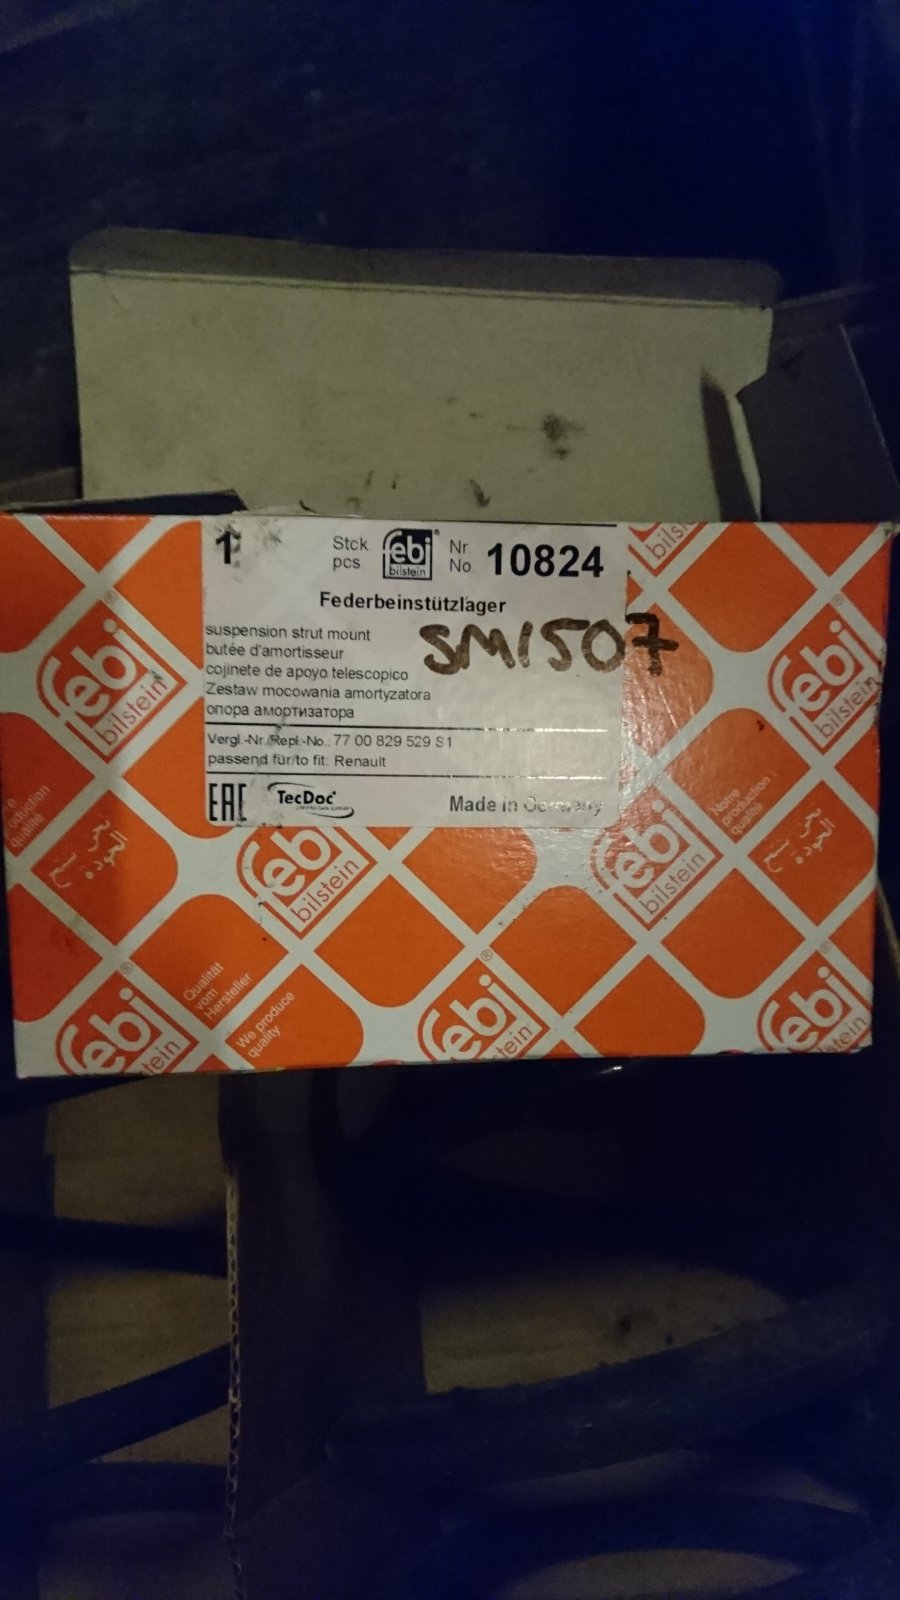 1 Stck. pcs. febi bilstein Nr. No. 10824
Federbeinstützlager
suspension strut mount
SM1507
butée d'amortisseur
cojinete de apoyo telescopico
Zestaw mocowania amortyzatora
опора амортизатора
Vergl.-Nr./Repl.-No.: 77 00 829 529 S1
passend für/to fit: Renault
EAC TecDoc Made in Germany
bilstein
febi bilstein
febi bilstein
Notre production: qualité
febi bilstein
febi bilstein
Qualität vom Hersteller
We produce quality
febi
febi
febi